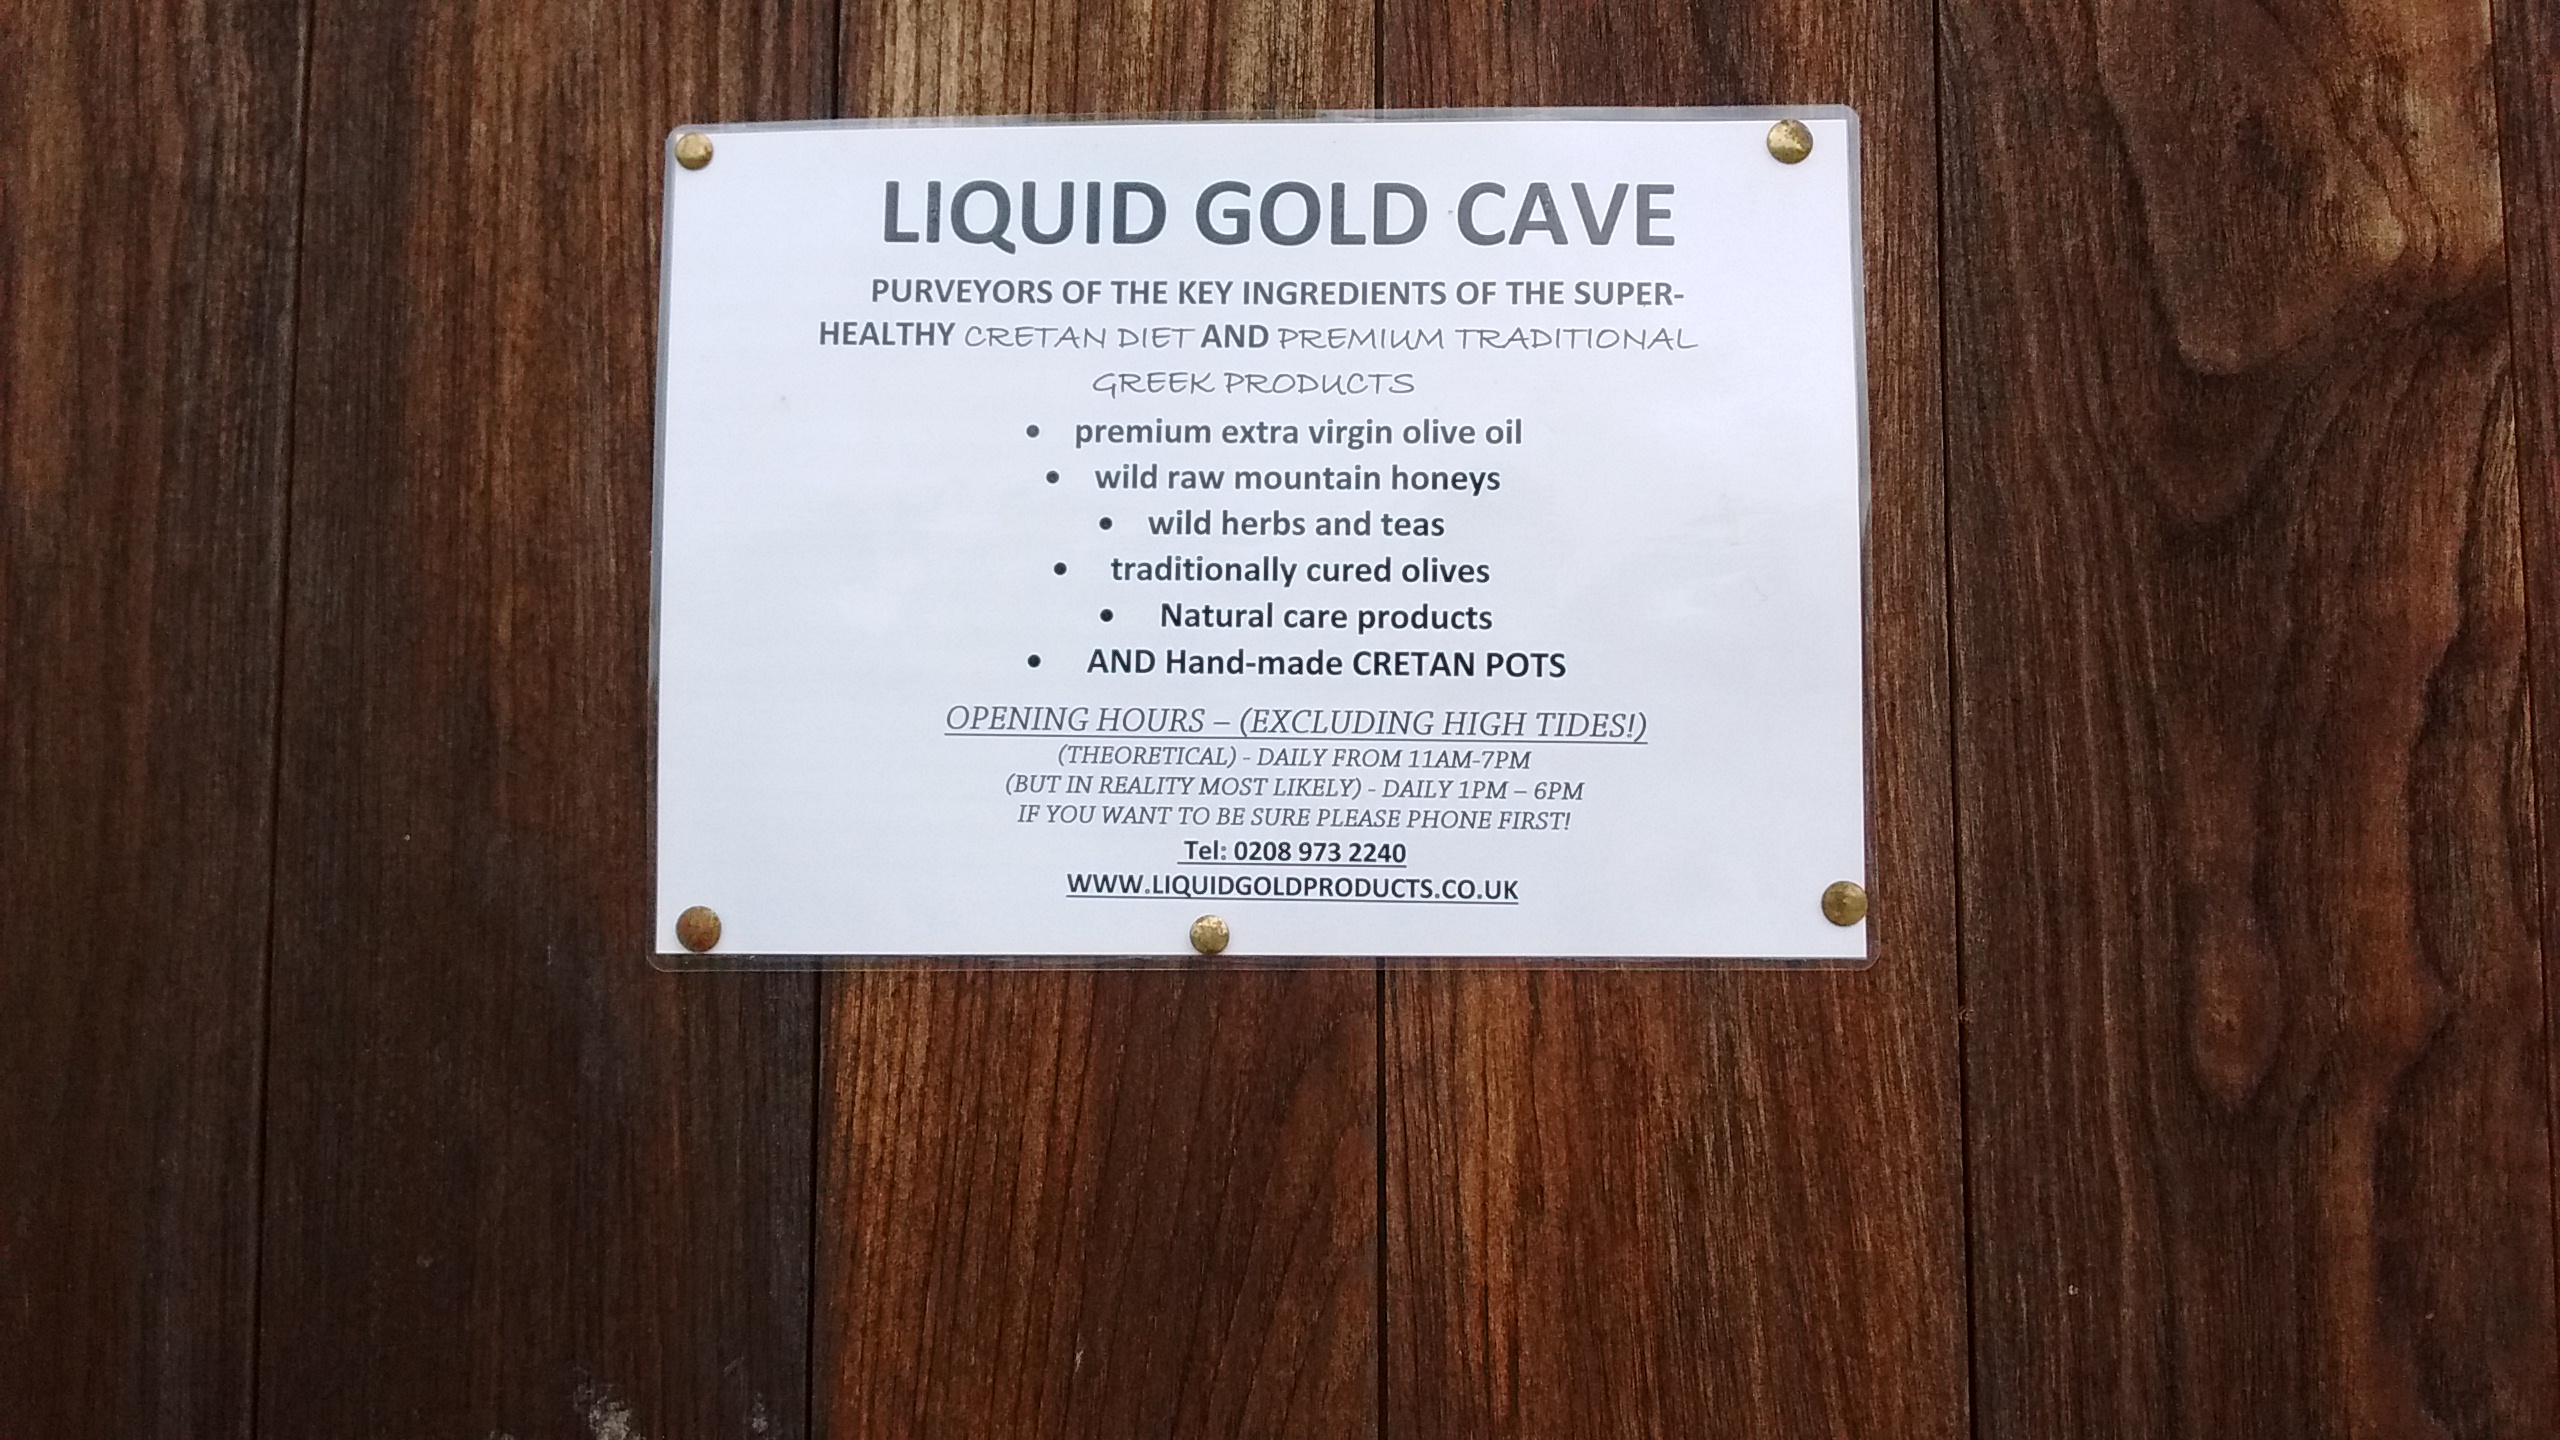 LIQUID GOLD CAVE
PURVEYORS OF THE KEY INGREDIENTS OF THE SUPER-
HEALTHY CRETAN DIET AND PREMIUM TRADITIONAL
GREEK PRODUCTS
• premium extra virgin olive oil
• wild raw mountain honeys
• wild herbs and teas
• traditionally cured olives
• Natural care products
• AND Hand-made CRETAN POTS
OPENING HOURS – (EXCLUDING HIGH TIDES!)
(THEORETICAL) - DAILY FROM 11AM-7PM
(BUT IN REALITY MOST LIKELY) - DAILY 1PM – 6PM
IF YOU WANT TO BE SURE PLEASE PHONE FIRST!
Tel: 0208 973 2240
WWW.LIQUIDGOLDPRODUCTS.CO.UK